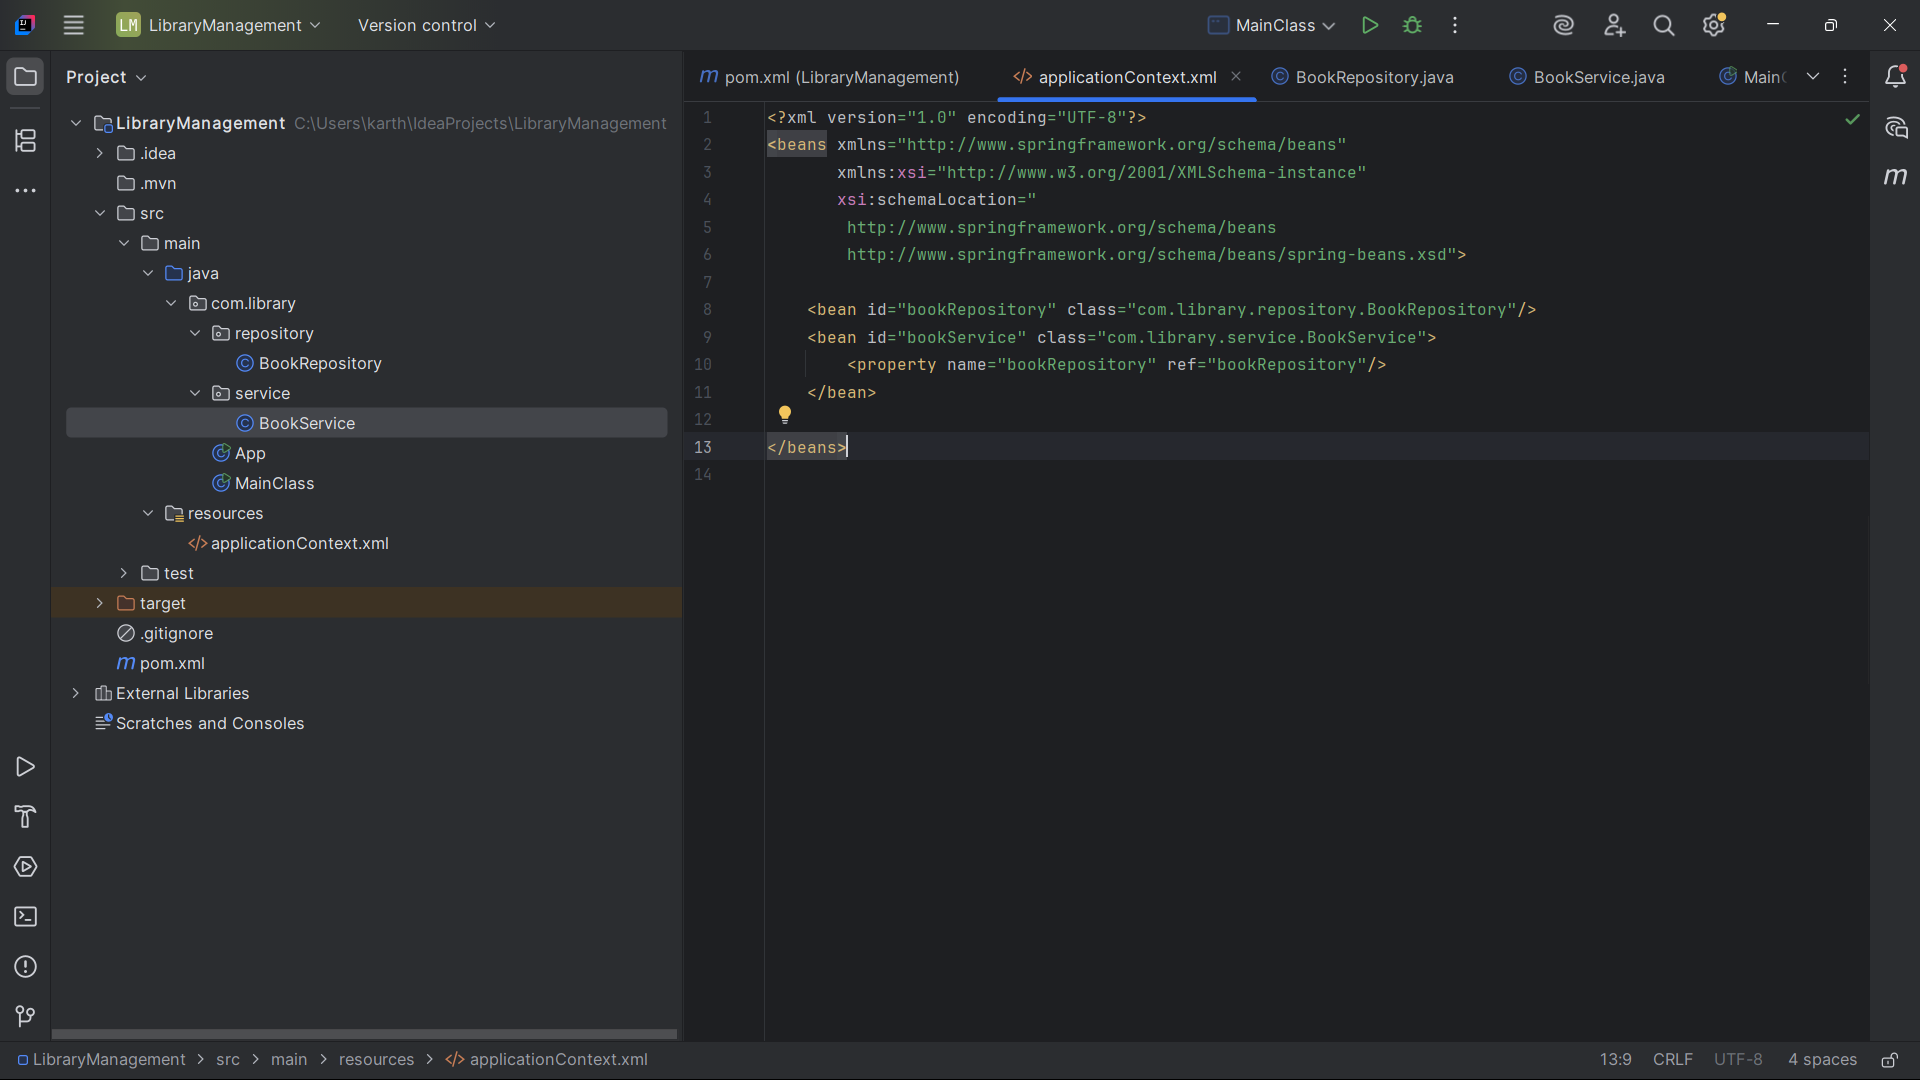 LM LibraryManagement
Version control
MainClass
Project
pom.xml (LibraryManagement)
applicationContext.xml
BookRepository.java
BookService.java
Main
LibraryManagement C:\Users\karth\IdeaProjects\LibraryManagement
.idea
.mvn
src
main
java
com.library
repository
BookRepository
service
BookService
App
MainClass
resources
applicationContext.xml
test
target
.gitignore
pom.xml
External Libraries
Scratches and Consoles
1 <?xml version="1.0" encoding="UTF-8"?>
2 <beans xmlns="http://www.springframework.org/schema/beans"
3 xmlns:xsi="http://www.w3.org/2001/XMLSchema-instance"
4 xsi:schemaLocation="
5 http://www.springframework.org/schema/beans
6 http://www.springframework.org/schema/beans/spring-beans.xsd">
7
8 <bean id="bookRepository" class="com.library.repository.BookRepository"/>
9 <bean id="bookService" class="com.library.service.BookService">
10 <property name="bookRepository" ref="bookRepository"/>
11 </bean>
12
13 </beans>
14
LibraryManagement > src > main > resources > applicationContext.xml
13:9 CRLF UTF-8 4 spaces